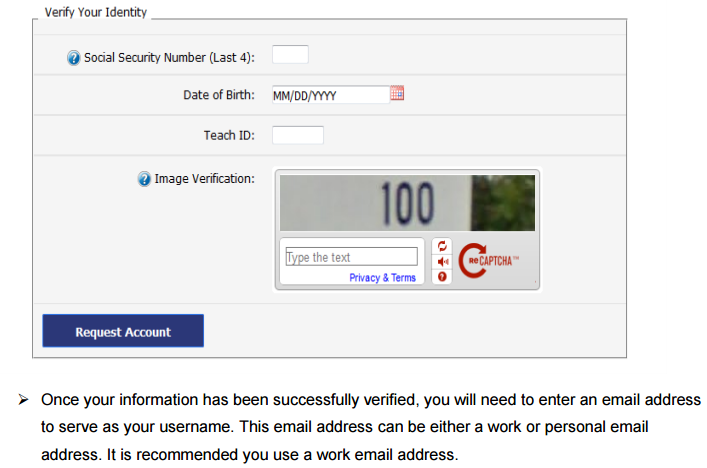 Verify Your Identity
? Social Security Number (Last 4):
Date of Birth: MM/DD/YYYY
Teach ID:
? Image Verification:
100
Type the text
Privacy & Terms
?
ReCAPTCHA™
Request Account
➢ Once your information has been successfully verified, you will need to enter an email address
to serve as your username. This email address can be either a work or personal email
address. It is recommended you use a work email address.